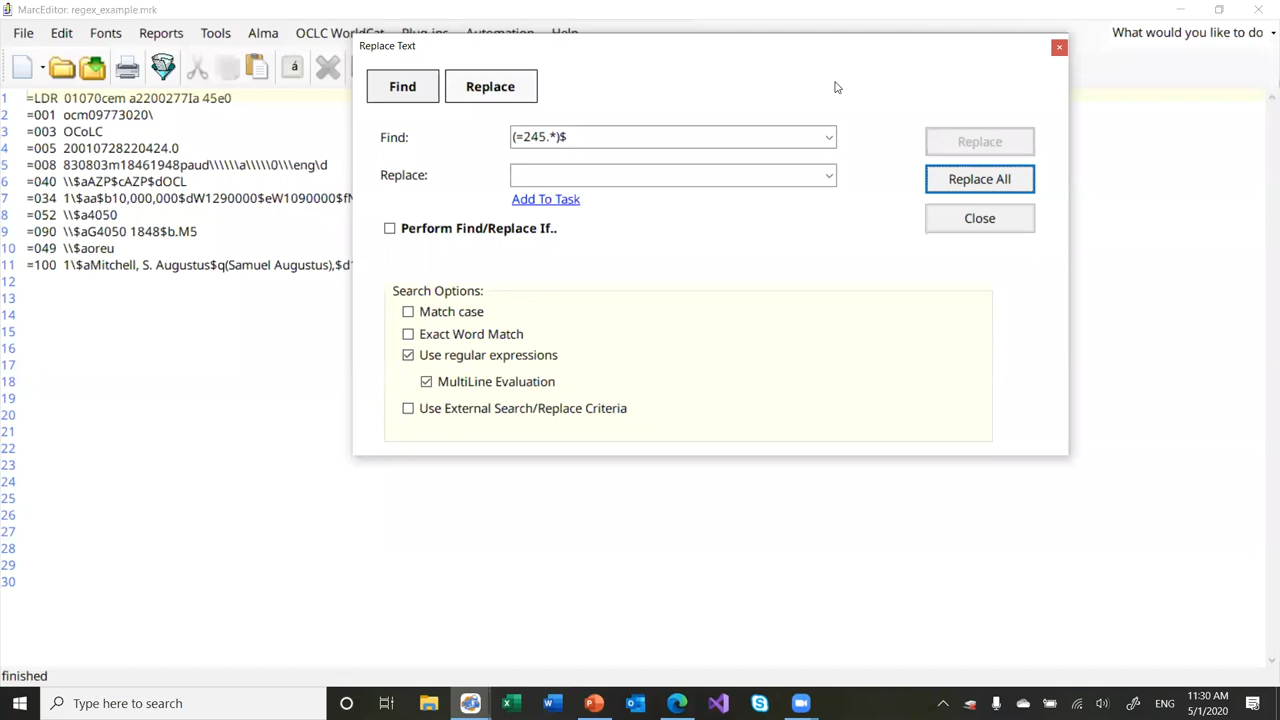 MarcEditor: regex_example.mrk
File Edit Fonts Reports Tools Alma OCLC WorldCat Plug-ins Automation Help What would you like to do
Replace Text
Find Replace
Find: (=245.*)$
Replace
Replace:
Replace All
Add To Task
Close
Perform Find/Replace If..
Search Options:
Match case
Exact Word Match
Use regular expressions
MultiLine Evaluation
Use External Search/Replace Criteria
1 =LDR 01070cem a2200277Ia 45e0
2 =001 ocm09773020\
3 =003 OCoLC
4 =005 20010728220424.0
5 =008 830803m18461948paud\\\\\\a\\\\\0\\\eng\d
6 =040 \\$aAZP$cAZP$dOCL
7 =034 1\$aa$b10,000,000$dW1290000$eW1090000$fN
8 =052 \\$a4050
9 =090 \\$aG4050 1848$b.M5
10 =049 \\$aoreu
11 =100 1\$aMitchell, S. Augustus$q(Samuel Augustus),$d1
12
13
14
15
16
17
18
19
20
21
22
23
24
25
26
27
28
29
30
finished
Type here to search
ENG
11:30 AM
5/1/2020